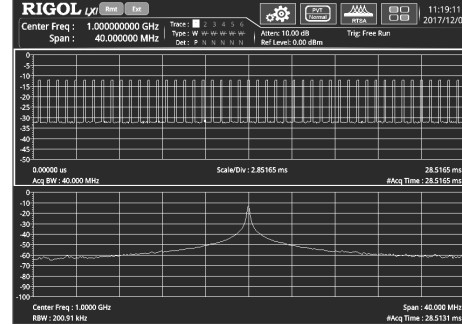 RIGOL LXI Rmt Ext
11:19:11
2017/12/0
Center Freq : 1.000000000 GHz
Span : 40.000000 MHz
Trace : 1 2 3 4 5 6
Type : W W W W W W
Det : P N N N N N
Atten: 10.00 dB
Ref Level: 0.00 dBm
Trig: Free Run
PVT
Normal
RTSA
0
-5
-10
-15
-20
-25
-30
-35
-40
-45
-50
0.00000 us Scale/Div : 2.85165 ms 28.5165 ms
Acq BW : 40.000 MHz #Acq Time : 28.5165 ms
0
-10
-20
-30
-40
-50
-60
-70
-80
-90
-100
Center Freq : 1.0000 GHz Span : 40.000 MHz
RBW : 200.91 kHz #Acq Time : 28.5131 ms